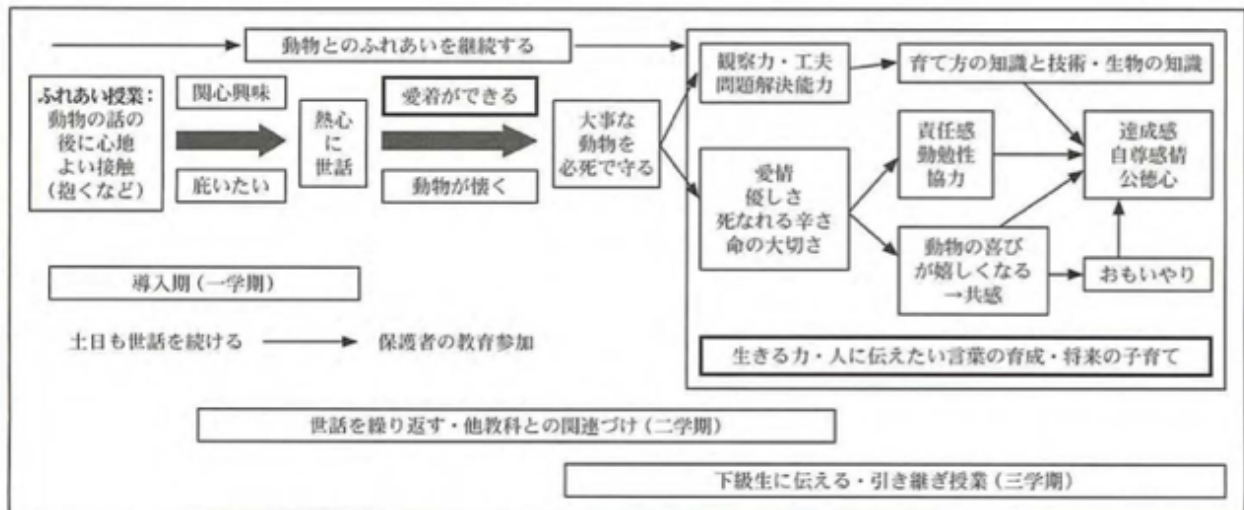 動物とのふれあいを継続する
ふれあい授業：
動物の話の
後に心地
よい接触
(抱くなど)
関心興味
庇いたい
熱心
に
世話
愛着ができる
動物が懐く
大事な
動物を
必死で守る
観察力・工夫
問題解決能力
育て方の知識と技術・生物の知識
愛情
優しさ
死なれる辛さ
命の大切さ
責任感
勤勉性
協力
達成感
自尊感情
公徳心
動物の喜び
が嬉しくなる
→共感
おもいやり
導入期(一学期)
土日も世話を続ける
保護者の教育参加
生きる力・人に伝えたい言葉の育成・将来の子育て
世話を繰り返す・他教科との関連づけ(二学期)
下級生に伝える・引き継ぎ授業(三学期)